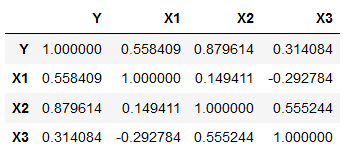 Y X1 X2 X3
Y 1.000000 0.558409 0.879614 0.314084
X1 0.558409 1.000000 0.149411 -0.292784
X2 0.879614 0.149411 1.000000 0.555244
X3 0.314084 -0.292784 0.555244 1.000000